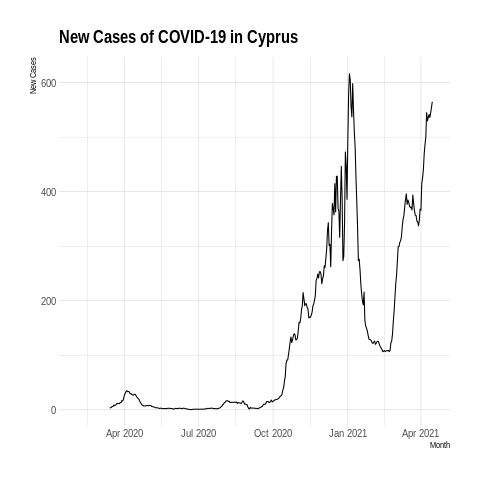 New Cases of COVID-19 in Cyprus
New Cases
600
400
200
0
Apr 2020 Jul 2020 Oct 2020 Jan 2021 Apr 2021
Month